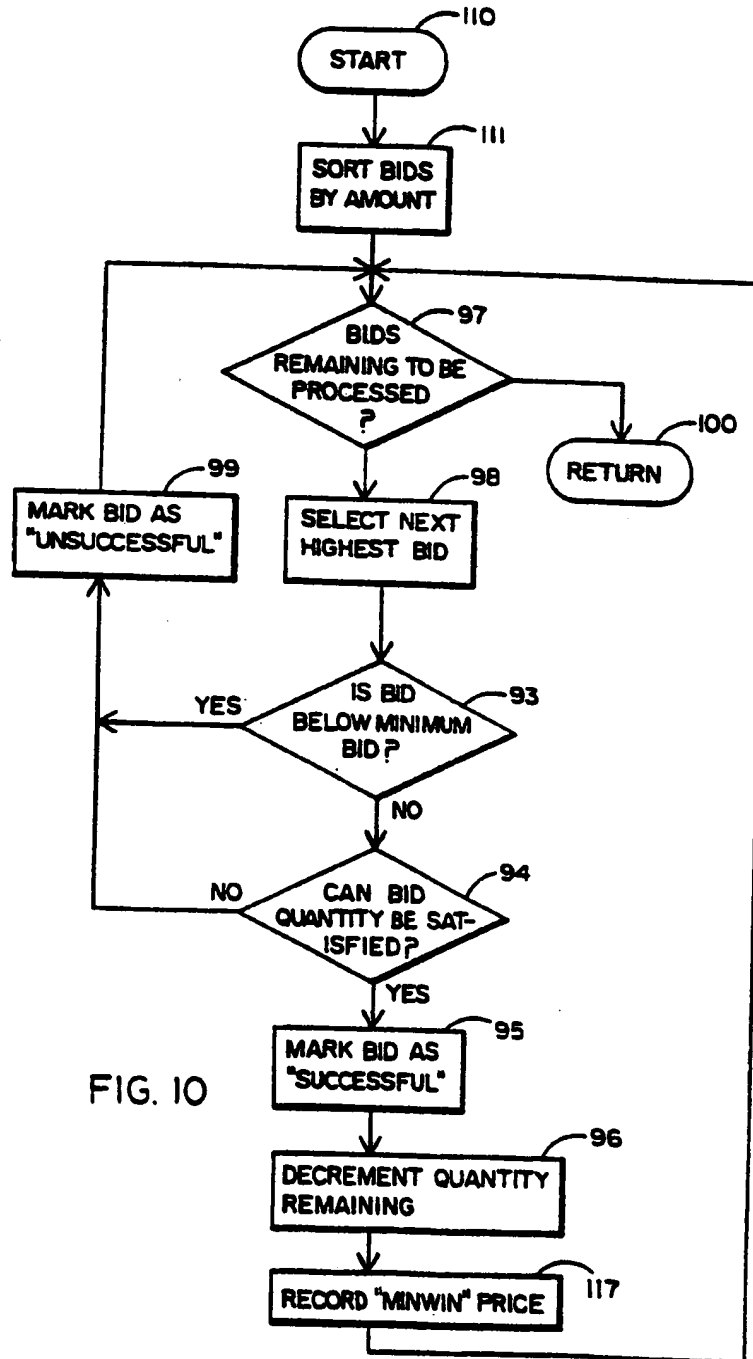 110
START
111
SORT BIDS
BY AMOUNT
97
BIDS
REMAINING TO BE
PROCESSED
?
100
RETURN
99
MARK BID AS
"UNSUCCESSFUL"
98
SELECT NEXT
HIGHEST BID
93
YES
IS BID
BELOW MINIMUM
BID?
NO
94
NO
CAN BID
QUANTITY BE SAT-
ISFIED?
YES
95
MARK BID AS
"SUCCESSFUL"
FIG. 10
96
DECREMENT QUANTITY
REMAINING
117
RECORD "MINWIN" PRICE